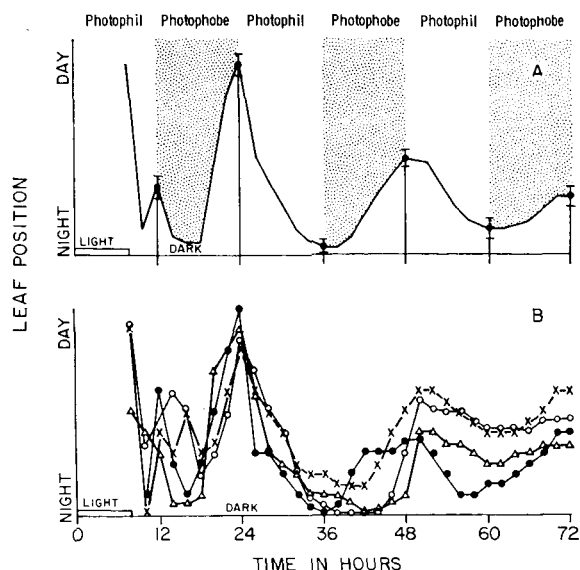 Photophil Photophobe Photophil Photophobe Photophil Photophobe
A
DAY
NIGHT
LIGHT
DARK
LEAF POSITION
B
DAY
NIGHT
LIGHT
DARK
0 12 24 36 48 60 72
TIME IN HOURS